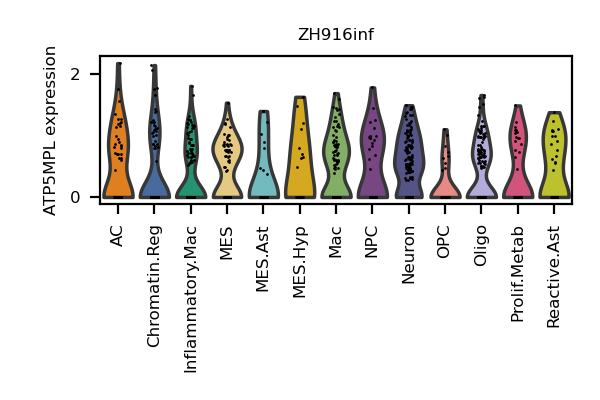 ZH916inf
ATP5MPL expression
2
0
AC
Chromatin.Reg
Inflammatory.Mac
MES
MES.Ast
MES.Hyp
Mac
NPC
Neuron
OPC
Oligo
Prolif.Metab
Reactive.Ast